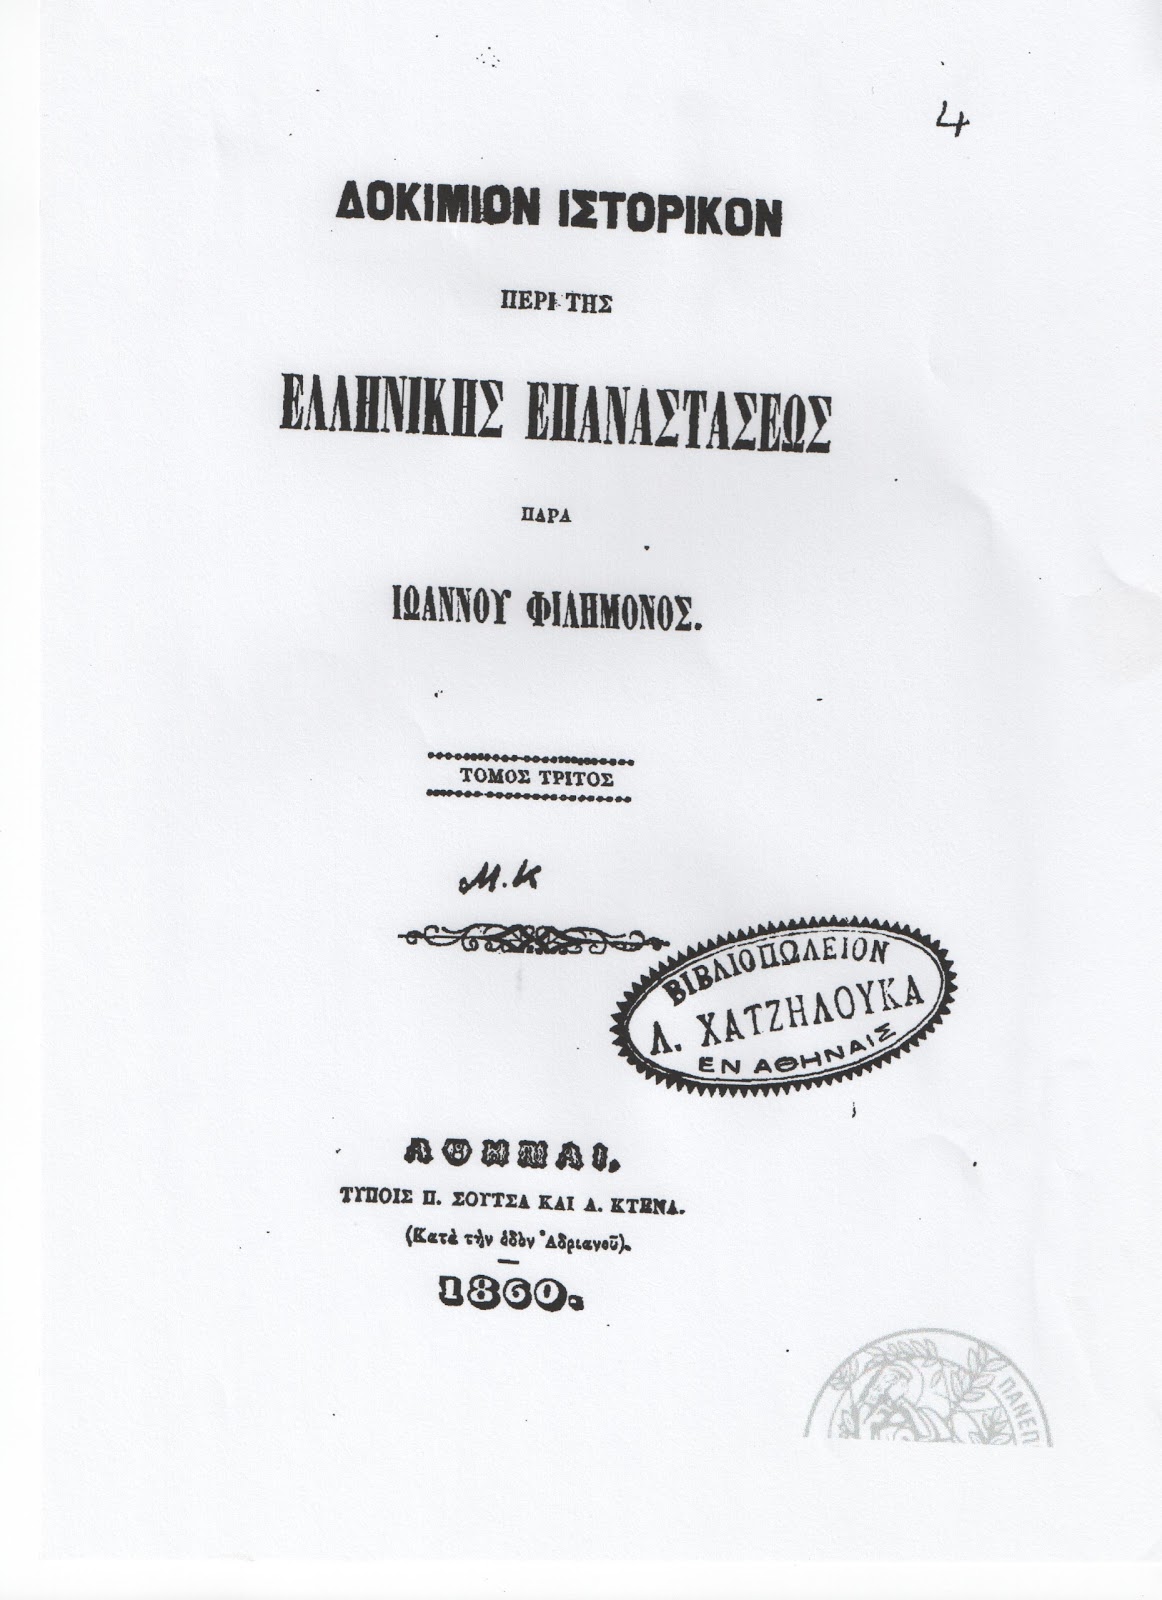 4
ΔΟΚΙΜΙΟΝ ΙΣΤΟΡΙΚΟΝ
ΠΕΡΙ ΤΗΣ
ΕΛΛΗΝΙΚΗΣ ΕΠΑΝΑΣΤΑΣΕΩΣ
ΠΑΡΑ
ΙΩΑΝΝΟΥ ΦΙΛΗΜΟΝΟΣ.
ΤΟΜΟΣ ΤΡΙΤΟΣ
Μ.Κ
ΒΙΒΛΙΟΠΩΛΕΙΟΝ
Λ. ΧΑΤΖΗΛΟΥΚΑ
ΕΝ ΑΘΗΝΑΙΣ
ΑΘΗΝΑΙ,
ΤΥΠΟΙΣ Π. ΣΟΥΤΣΑ ΚΑΙ Α. ΚΤΕΝΑ.
(Κατὰ τὴν ὁδὸν Ἀδριανοῦ).
1860.
ΠΑΝΕΠ